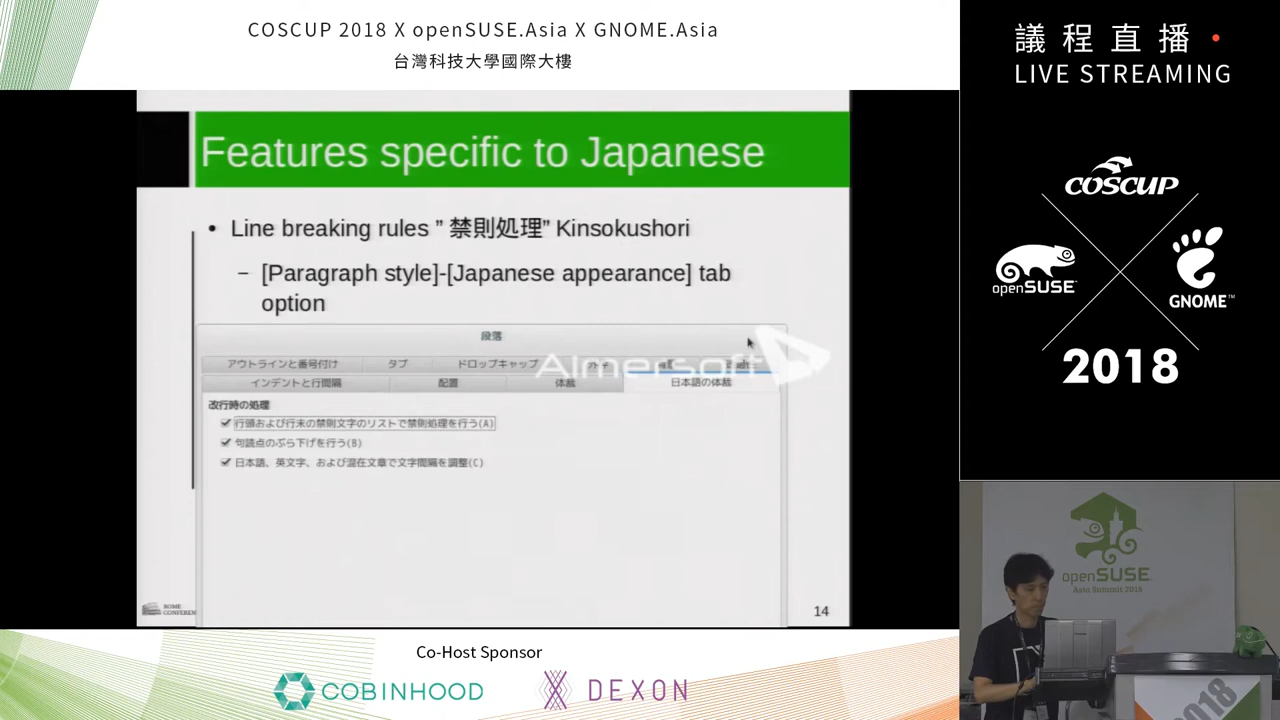 COSCUP 2018 X openSUSE.Asia X GNOME.Asia
台灣科技大學國際大樓
議程直播
LIVE STREAMING
Features specific to Japanese
• Line breaking rules ” 禁則処理” Kinsokushori
– [Paragraph style]-[Japanese appearance] tab
option
段落
アウトラインと番号付け タブ ドロップキャップ
Aimersoft
インデントと行間隔 配置 体裁 日本語の体裁
改行時の処理
行頭および行末の禁則文字のリストで禁則処理を行う(A)
句読点のぶら下げを行う(B)
日本語、英文字、および混在文章で文字間隔を調整(C)
14
COSCUP
openSUSE
GNOME™
2018
openSUSE
Asia Summit 2018
2018
Co-Host Sponsor
COBINHOOD
DEXON